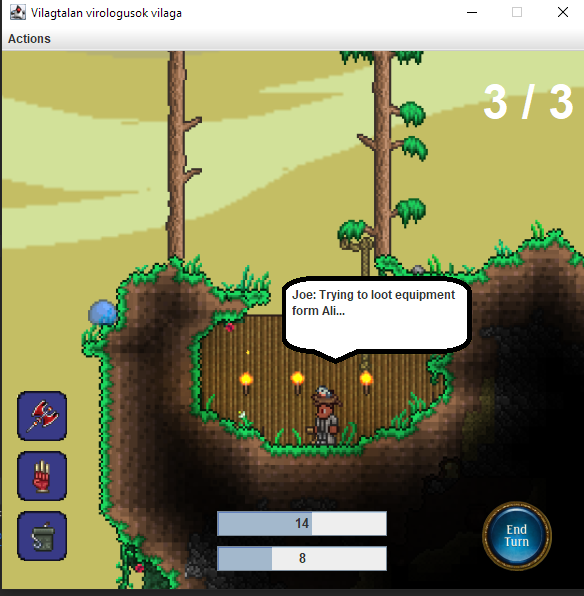 Vilagtalan virologusok vilaga
Actions
3 / 3
Joe: Trying to loot equipment
form Ali...
14
8
End
Turn